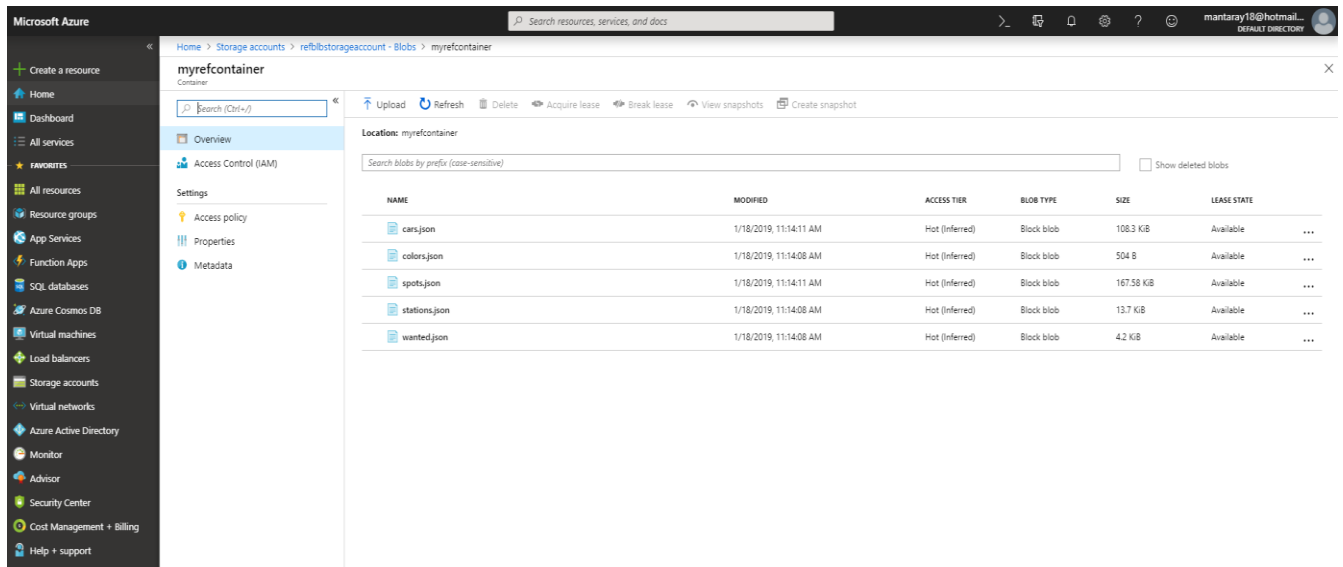 Microsoft Azure
Search resources, services, and docs
mantaray18@hotmail...
DEFAULT DIRECTORY
Create a resource
Home
Dashboard
All services
FAVORITES
All resources
Resource groups
App Services
Function Apps
SQL databases
Azure Cosmos DB
Virtual machines
Load balancers
Storage accounts
Virtual networks
Azure Active Directory
Monitor
Advisor
Security Center
Cost Management + Billing
Help + support
Home > Storage accounts > refblbstorageaccount - Blobs > myrefcontainer
myrefcontainer
Container
Search (Ctrl+/)
Overview
Access Control (IAM)
Settings
Access policy
Properties
Metadata
Upload Refresh Delete Acquire lease Break lease View snapshots Create snapshot
Location: myrefcontainer
Search blobs by prefix (case-sensitive)
Show deleted blobs
NAME MODIFIED ACCESS TIER BLOB TYPE SIZE LEASE STATE
cars.json 1/18/2019, 11:14:11 AM Hot (Inferred) Block blob 108.3 KiB Available ...
colors.json 1/18/2019, 11:14:08 AM Hot (Inferred) Block blob 504 B Available ...
spots.json 1/18/2019, 11:14:11 AM Hot (Inferred) Block blob 167.58 KiB Available ...
stations.json 1/18/2019, 11:14:08 AM Hot (Inferred) Block blob 13.7 KiB Available ...
wanted.json 1/18/2019, 11:14:08 AM Hot (Inferred) Block blob 4.2 KiB Available ...